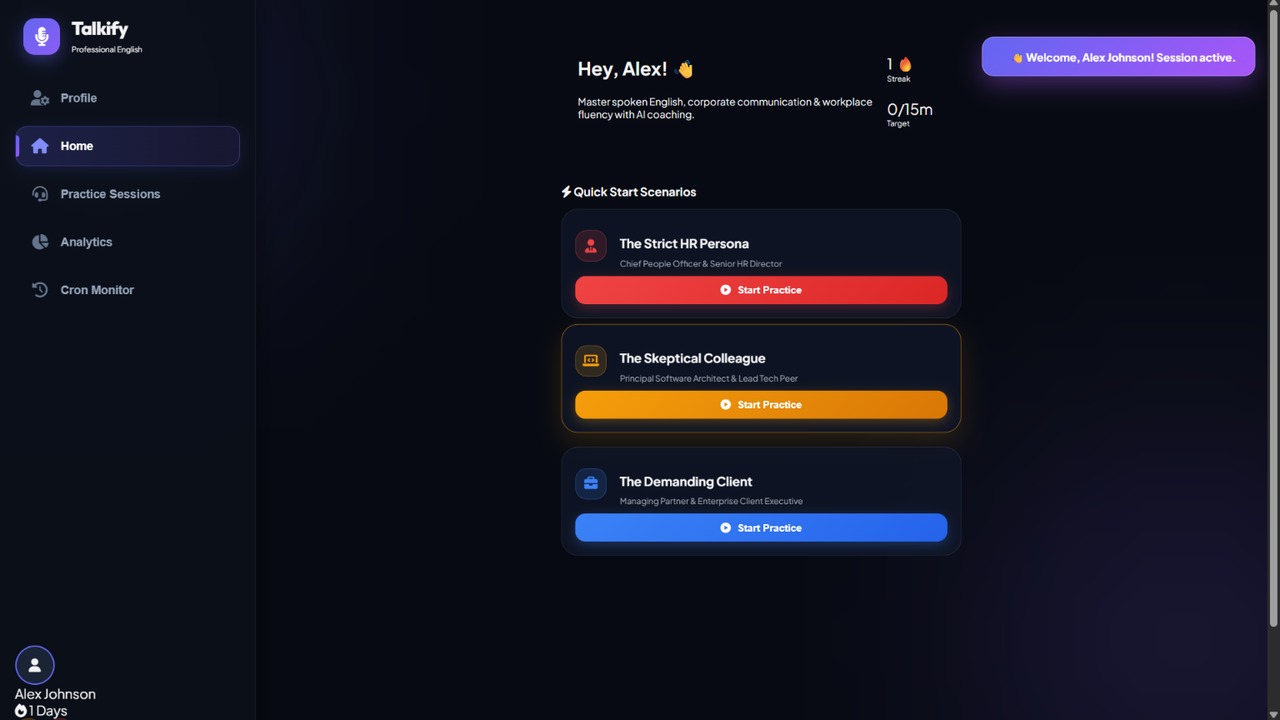 Talkify
Professional English
Profile
Home
Practice Sessions
Analytics
Cron Monitor
Alex Johnson
1 Days
Hey, Alex! 👋
Master spoken English, corporate communication & workplace
fluency with AI coaching.
1 🔥
Streak
0/15m
Target
👋 Welcome, Alex Johnson! Session active.
Quick Start Scenarios
The Strict HR Persona
Chief People Officer & Senior HR Director
Start Practice
The Skeptical Colleague
Principal Software Architect & Lead Tech Peer
Start Practice
The Demanding Client
Managing Partner & Enterprise Client Executive
Start Practice